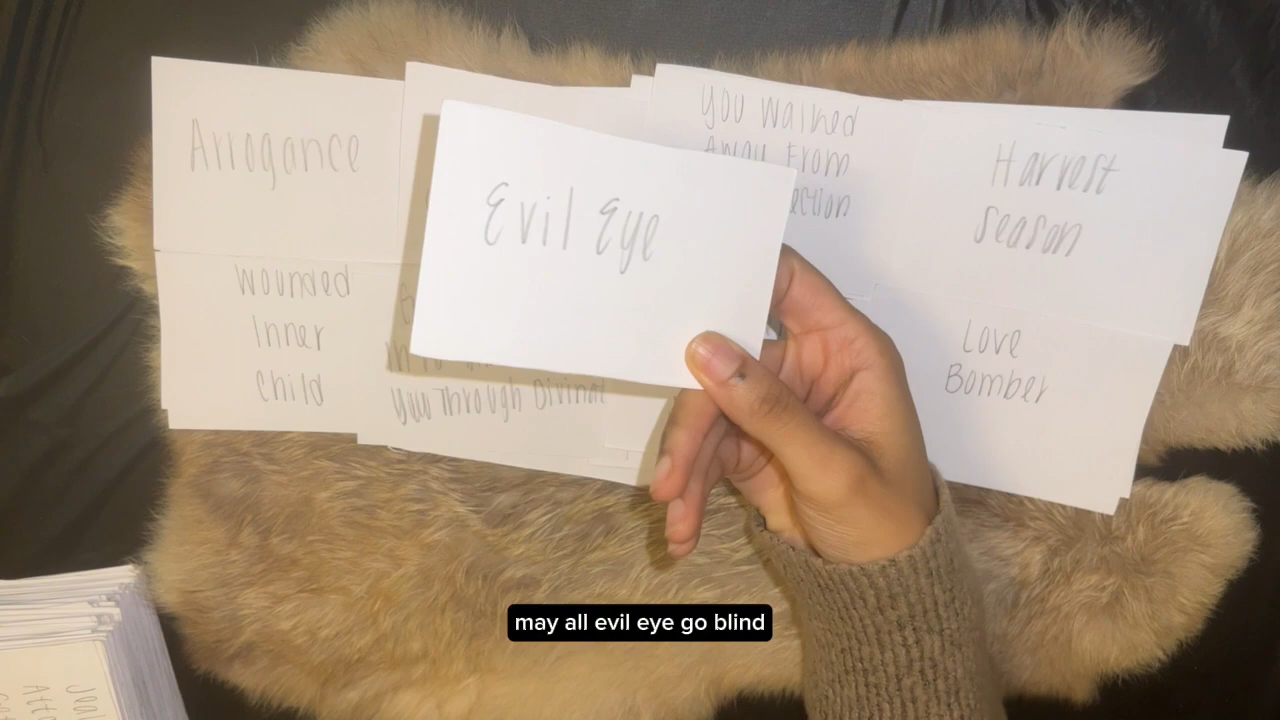 Arrogance
Evil Eye
You Walked
Away From
Harvest
Season
Wounded
Inner
Child
You Through Divine
Love
Bomber
may all evil eye go blind